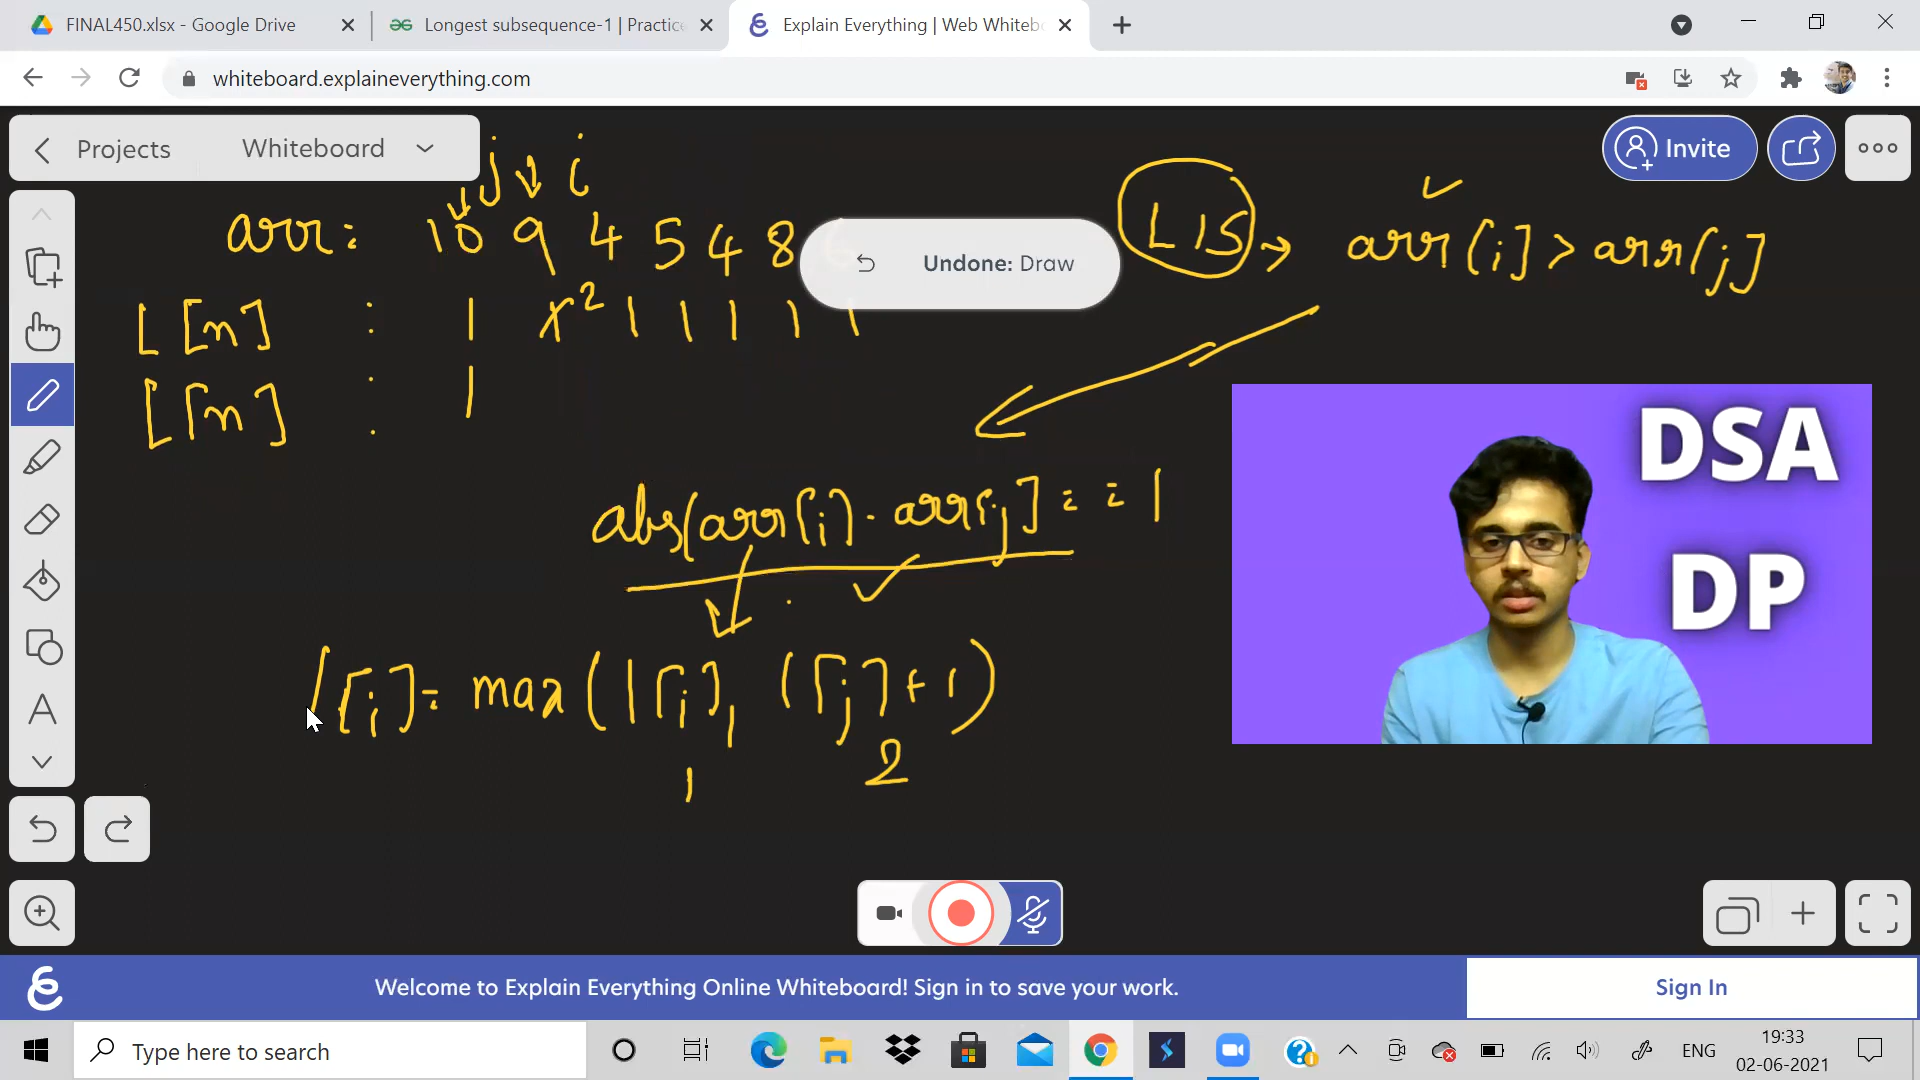 FINAL450.xlsx - Google Drive
Longest subsequence-1 | Practice
Explain Everything | Web Whitebo
whiteboard.explaineverything.com
Projects
Whiteboard
Invite
j i
arr: 10 9 4 5 4 8
Undone: Draw
LIS → arr[i] > arr[j]
L[n] : 1 1 2 1 1 1 1 1
L[n] : 1
abs(arr[i] - arr[j] == 1
l[i] = max(l[i], l[j] + 1)
1 2
DSA
DP
Welcome to Explain Everything Online Whiteboard! Sign in to save your work.
Sign In
Type here to search
ENG
19:33
02-06-2021